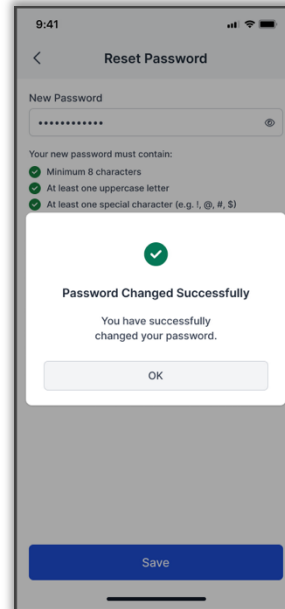 9:41
Reset Password
New Password
••••••••••••
Your new password must contain:
Minimum 8 characters
At least one uppercase letter
At least one special character (e.g. !, @, #, $)
Password Changed Successfully
You have successfully
changed your password.
OK
Save